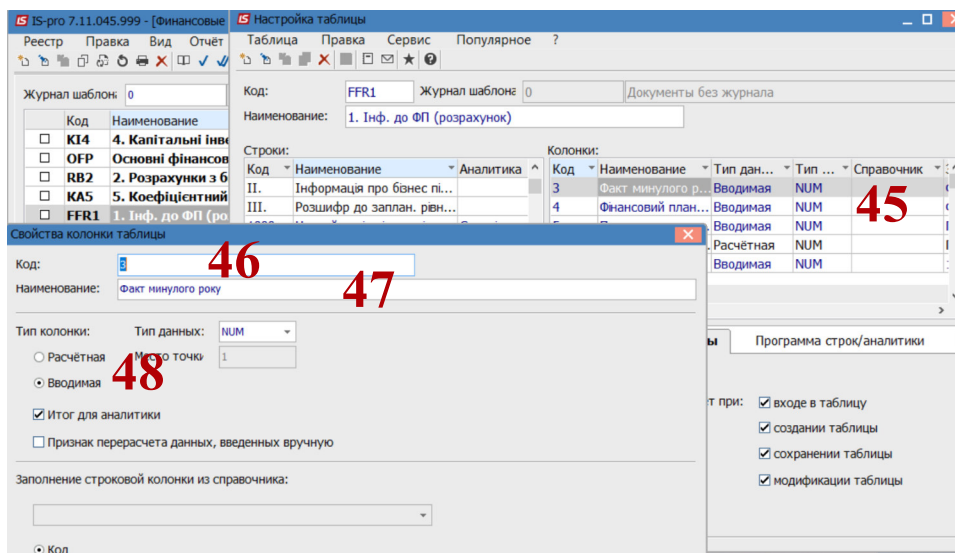 IS-pro 7.11.045.999 - [Финансовые
Реестр Правка Вид Отчёт
Журнал шаблон 0
Код Наименование
KI4 4. Капітальні інве
OFP Основні фінансов
RB2 2. Розрахунки з б
KA5 5. Коефіцієнтний
FFR1 1. Інф. до ФП (ро
Настройка таблицы
Таблица Правка Сервис Популярное ?
Код: FFR1 Журнал шаблона 0 Документы без журнала
Наименование: 1. Інф. до ФП (розрахунок)
Строки:
Код Наименование Аналитика
II. Інформація про бізнес пі...
III. Розшифр до заплан. рівн...
Колонки:
Код Наименование Тип дан... Тип ... Справочник
3 Факт минулого р... Вводимая NUM
4 Фінансовий план... Вводимая NUM
Вводимая NUM
Расчётная NUM
Вводимая NUM
45
Программа строк/аналитики
т при: входе в таблицу
создании таблицы
сохранении таблицы
модификации таблицы
Свойства колонки таблицы
Код: 3
46
Наименование: Факт минулого року
47
Тип колонки: Тип данных: NUM
Расчётная Место точки 1
Вводимая
48
Итог для аналитики
Признак перерасчета данных, введенных вручную
Заполнение строковой колонки из справочника:
Код